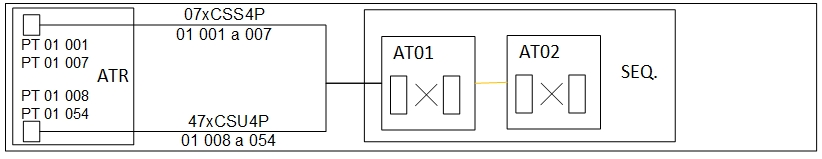 07xCSS4P
01 001 a 007
PT 01 001
PT 01 007
ATR
PT 01 008
PT 01 054
47xCSU4P
01 008 a 054
AT01
AT02
SEQ.